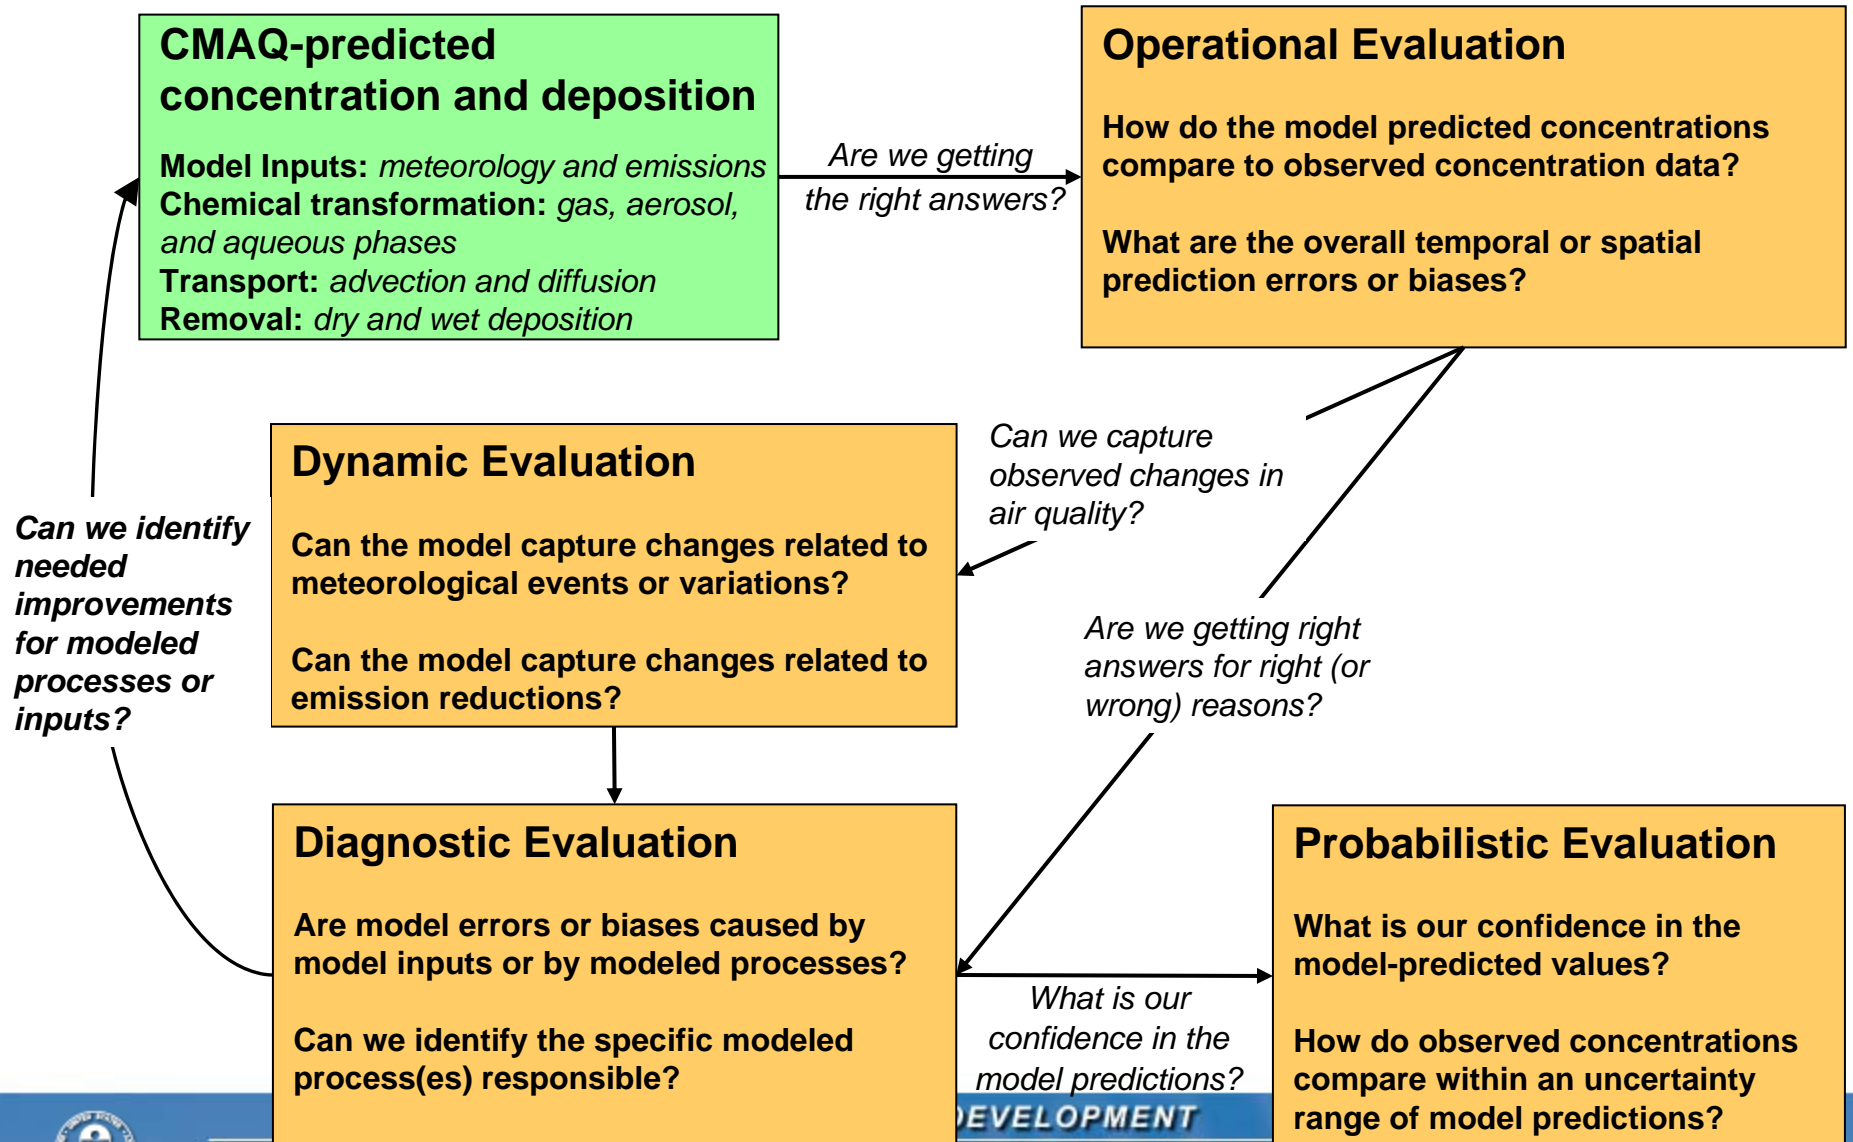 CMAQ-predicted
concentration and deposition
Model Inputs: meteorology and emissions
Chemical transformation: gas, aerosol,
and aqueous phases
Transport: advection and diffusion
Removal: dry and wet deposition
Are we getting
the right answers?
Operational Evaluation
How do the model predicted concentrations
compare to observed concentration data?
What are the overall temporal or spatial
prediction errors or biases?
Can we capture
observed changes in
air quality?
Dynamic Evaluation
Can the model capture changes related to
meteorological events or variations?
Can the model capture changes related to
emission reductions?
Can we identify
needed
improvements
for modeled
processes or
inputs?
Are we getting right
answers for right (or
wrong) reasons?
Diagnostic Evaluation
Are model errors or biases caused by
model inputs or by modeled processes?
Can we identify the specific modeled
process(es) responsible?
What is our
confidence in the
model predictions?
Probabilistic Evaluation
What is our confidence in the
model-predicted values?
How do observed concentrations
compare within an uncertainty
range of model predictions?
DEVELOPMENT